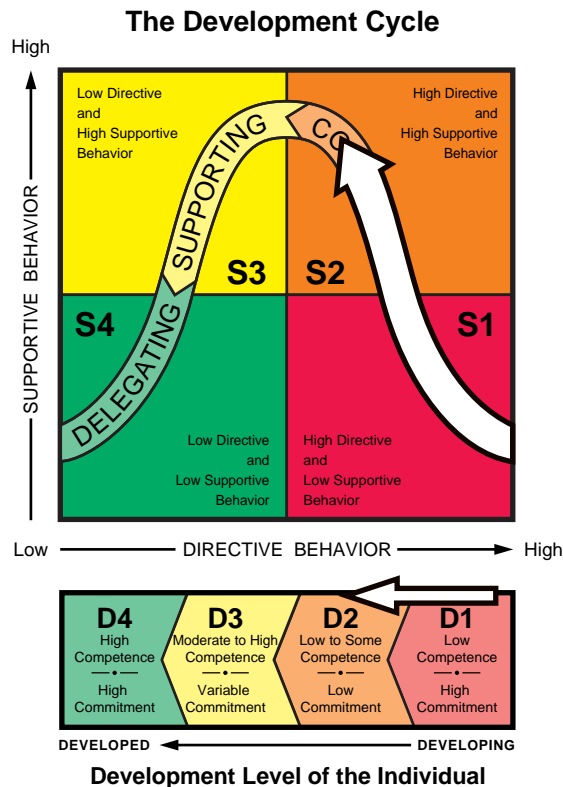 The Development Cycle
High
SUPPORTIVE BEHAVIOR
Low Directive
and
High Supportive
Behavior
High Directive
and
High Supportive
Behavior
SUPPORTING
CO
S3
S2
S4
S1
DELEGATING
Low Directive
and
Low Supportive
Behavior
High Directive
and
Low Supportive
Behavior
Low
DIRECTIVE BEHAVIOR
High
D4
High
Competence
High
Commitment
D3
Moderate to High
Competence
Variable
Commitment
D2
Low to Some
Competence
Low
Commitment
D1
Low
Competence
High
Commitment
DEVELOPED
DEVELOPING
Development Level of the Individual